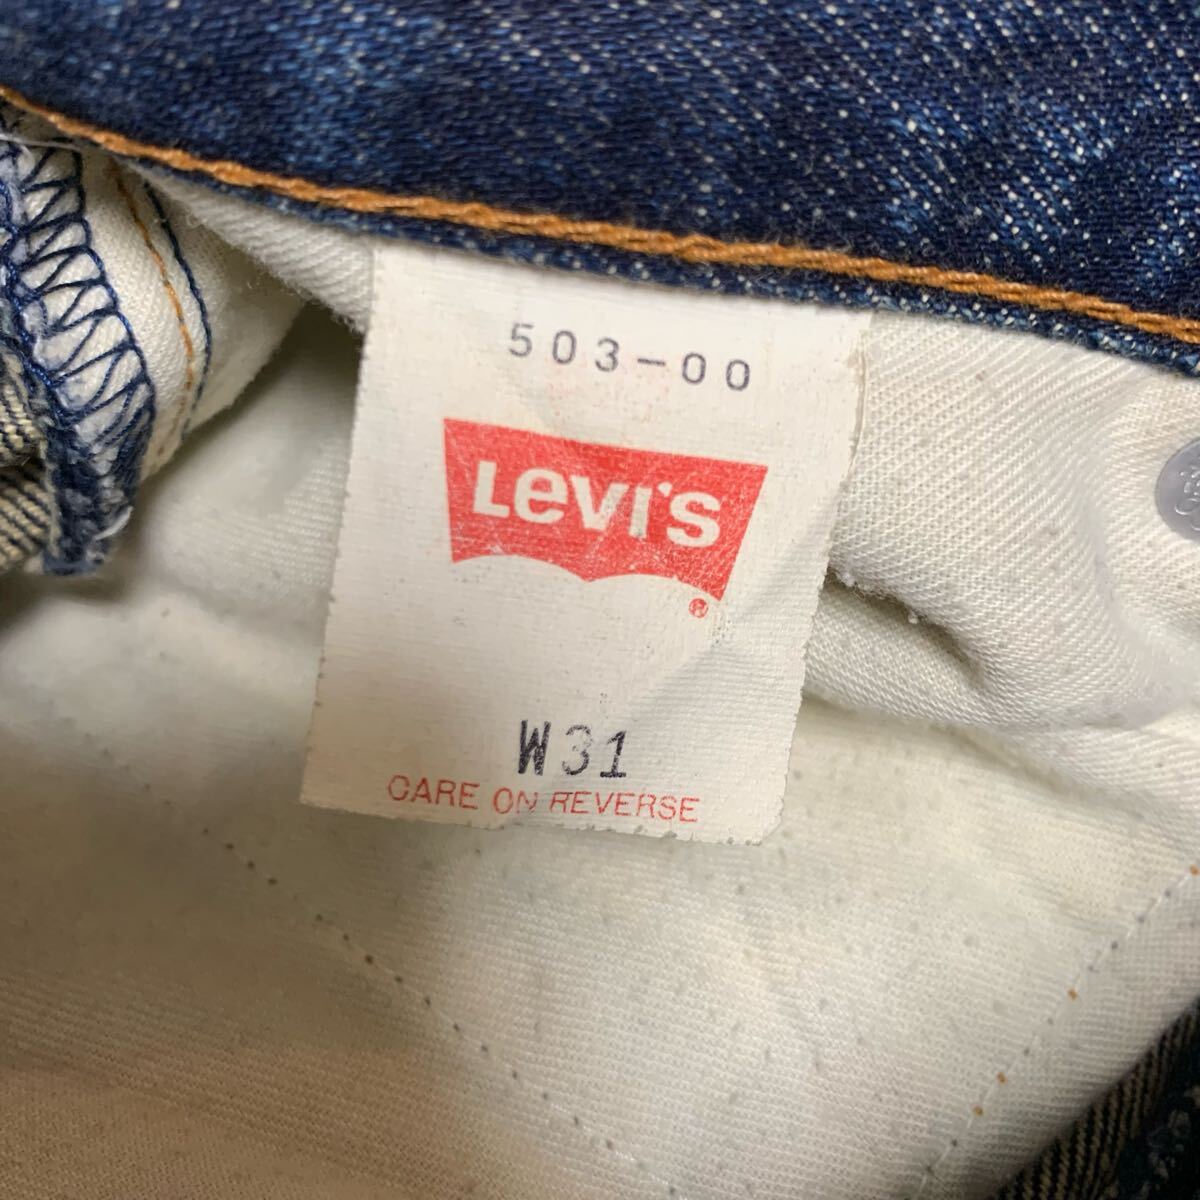 503-00
Levi's
®
W31
CARE ON REVERSE